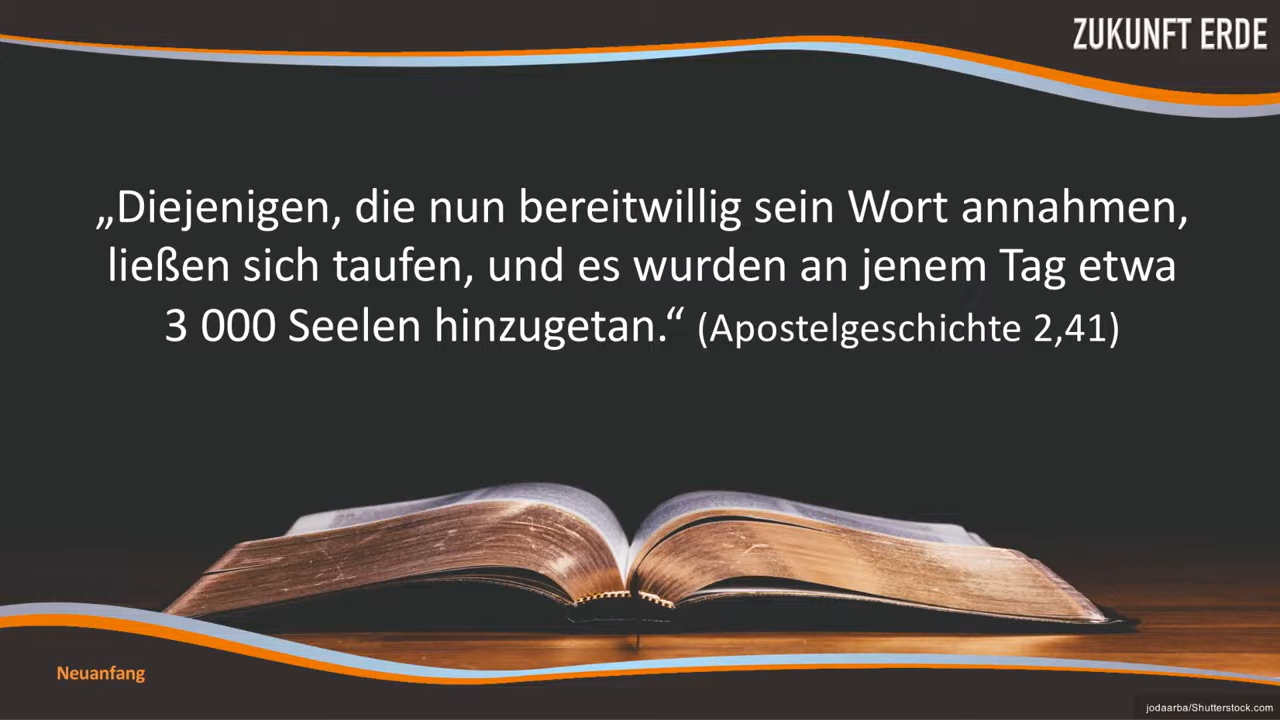 ZUKUNFT ERDE
„Diejenigen, die nun bereitwillig sein Wort annahmen,
ließen sich taufen, und es wurden an jenem Tag etwa
3 000 Seelen hinzugetan.“ (Apostelgeschichte 2,41)
Neuanfang
jodaarba/Shutterstock.com